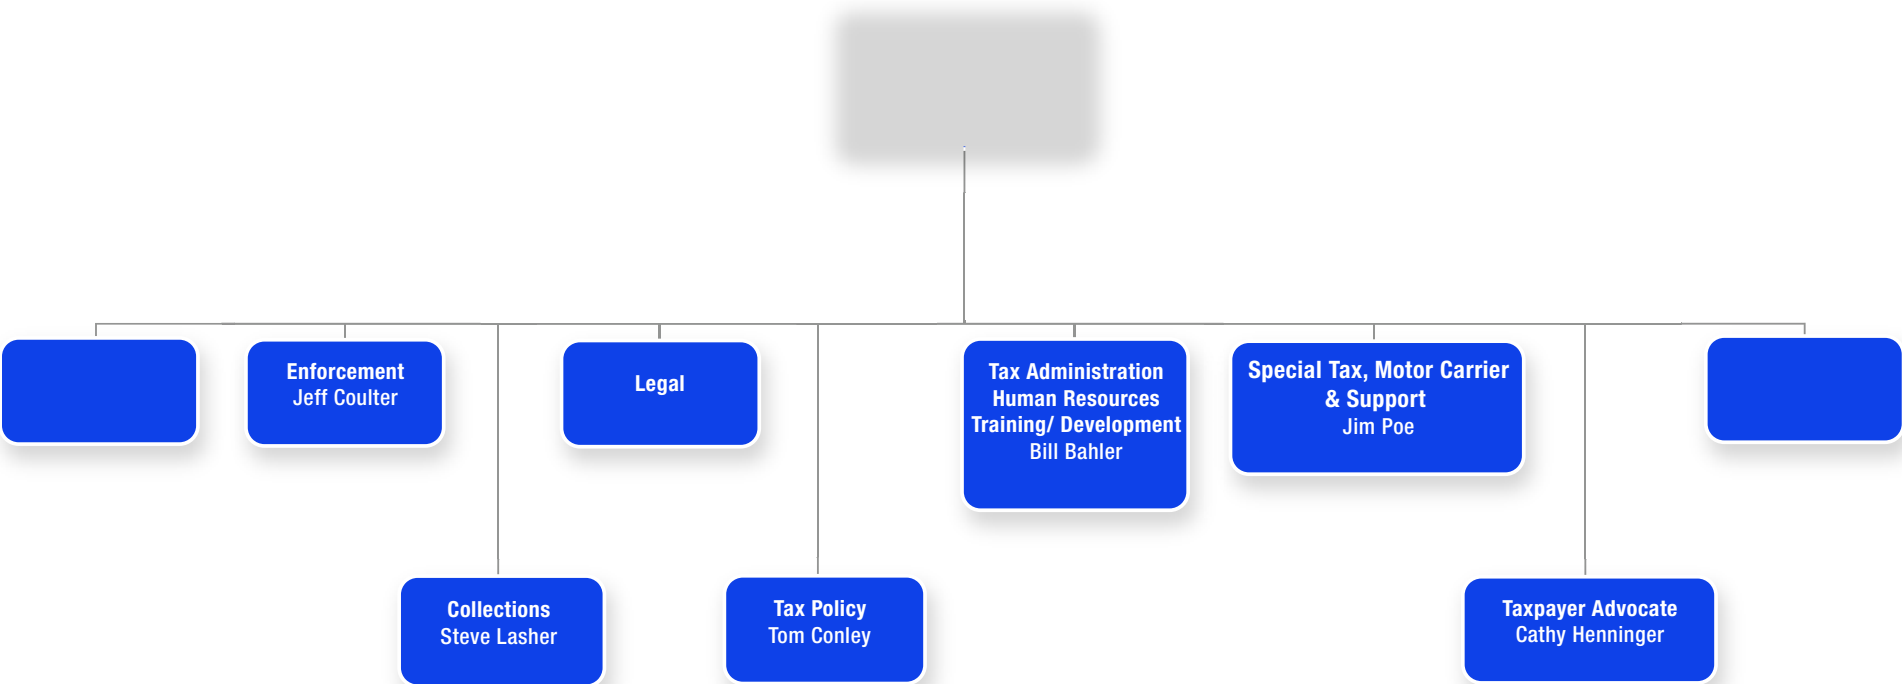 Enforcement
Jeff Coulter
Legal
Tax Administration
Human Resources
Training/ Development
Bill Bahler
Special Tax, Motor Carrier
& Support
Jim Poe
Collections
Steve Lasher
Tax Policy
Tom Conley
Taxpayer Advocate
Cathy Henninger